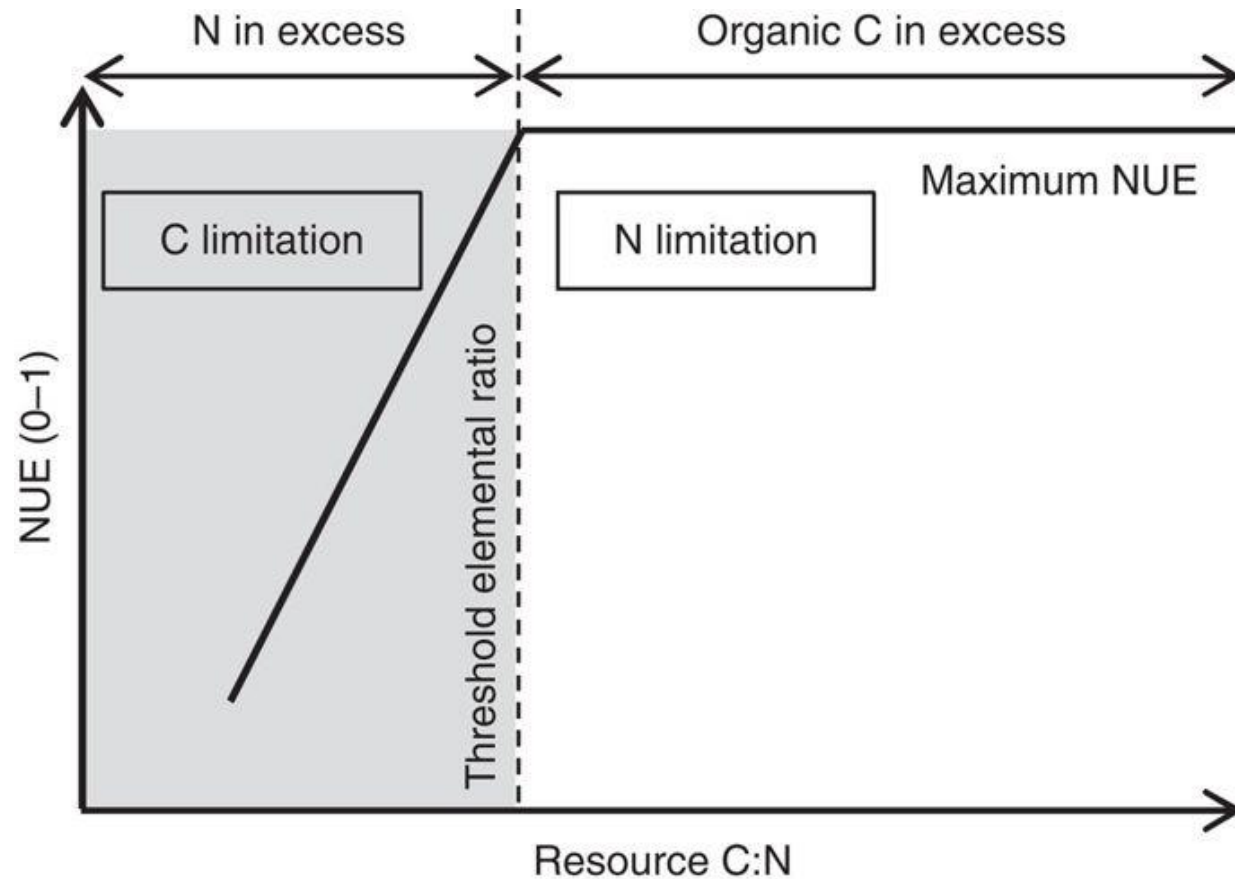 N in excess
Organic C in excess
Maximum NUE
C limitation
N limitation
Threshold elemental ratio
NUE (0–1)
Resource C:N